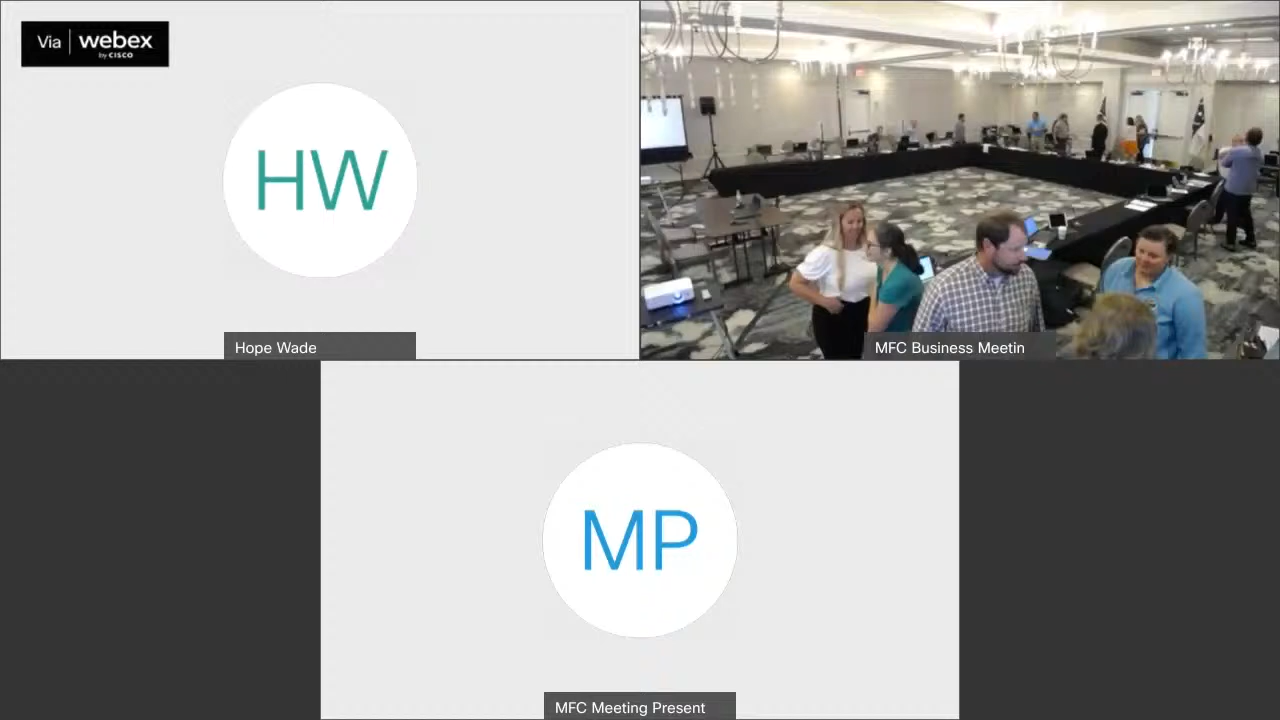 Via webex
by CISCO
HW
Hope Wade
MFC Business Meetin
MP
MFC Meeting Present